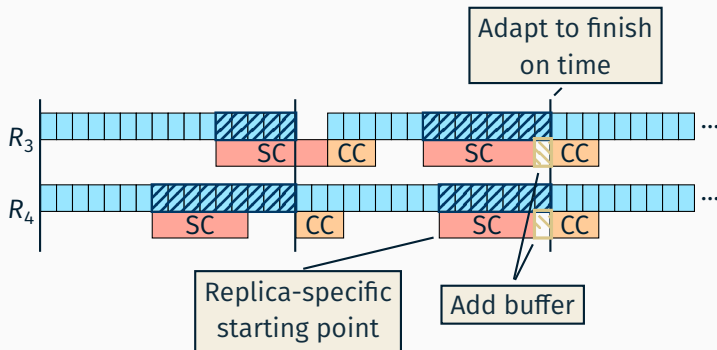 Adapt to finish
on time
R3
SC
CC
SC
CC
...
R4
SC
CC
SC
CC
...
Replica-specific
starting point
Add buffer